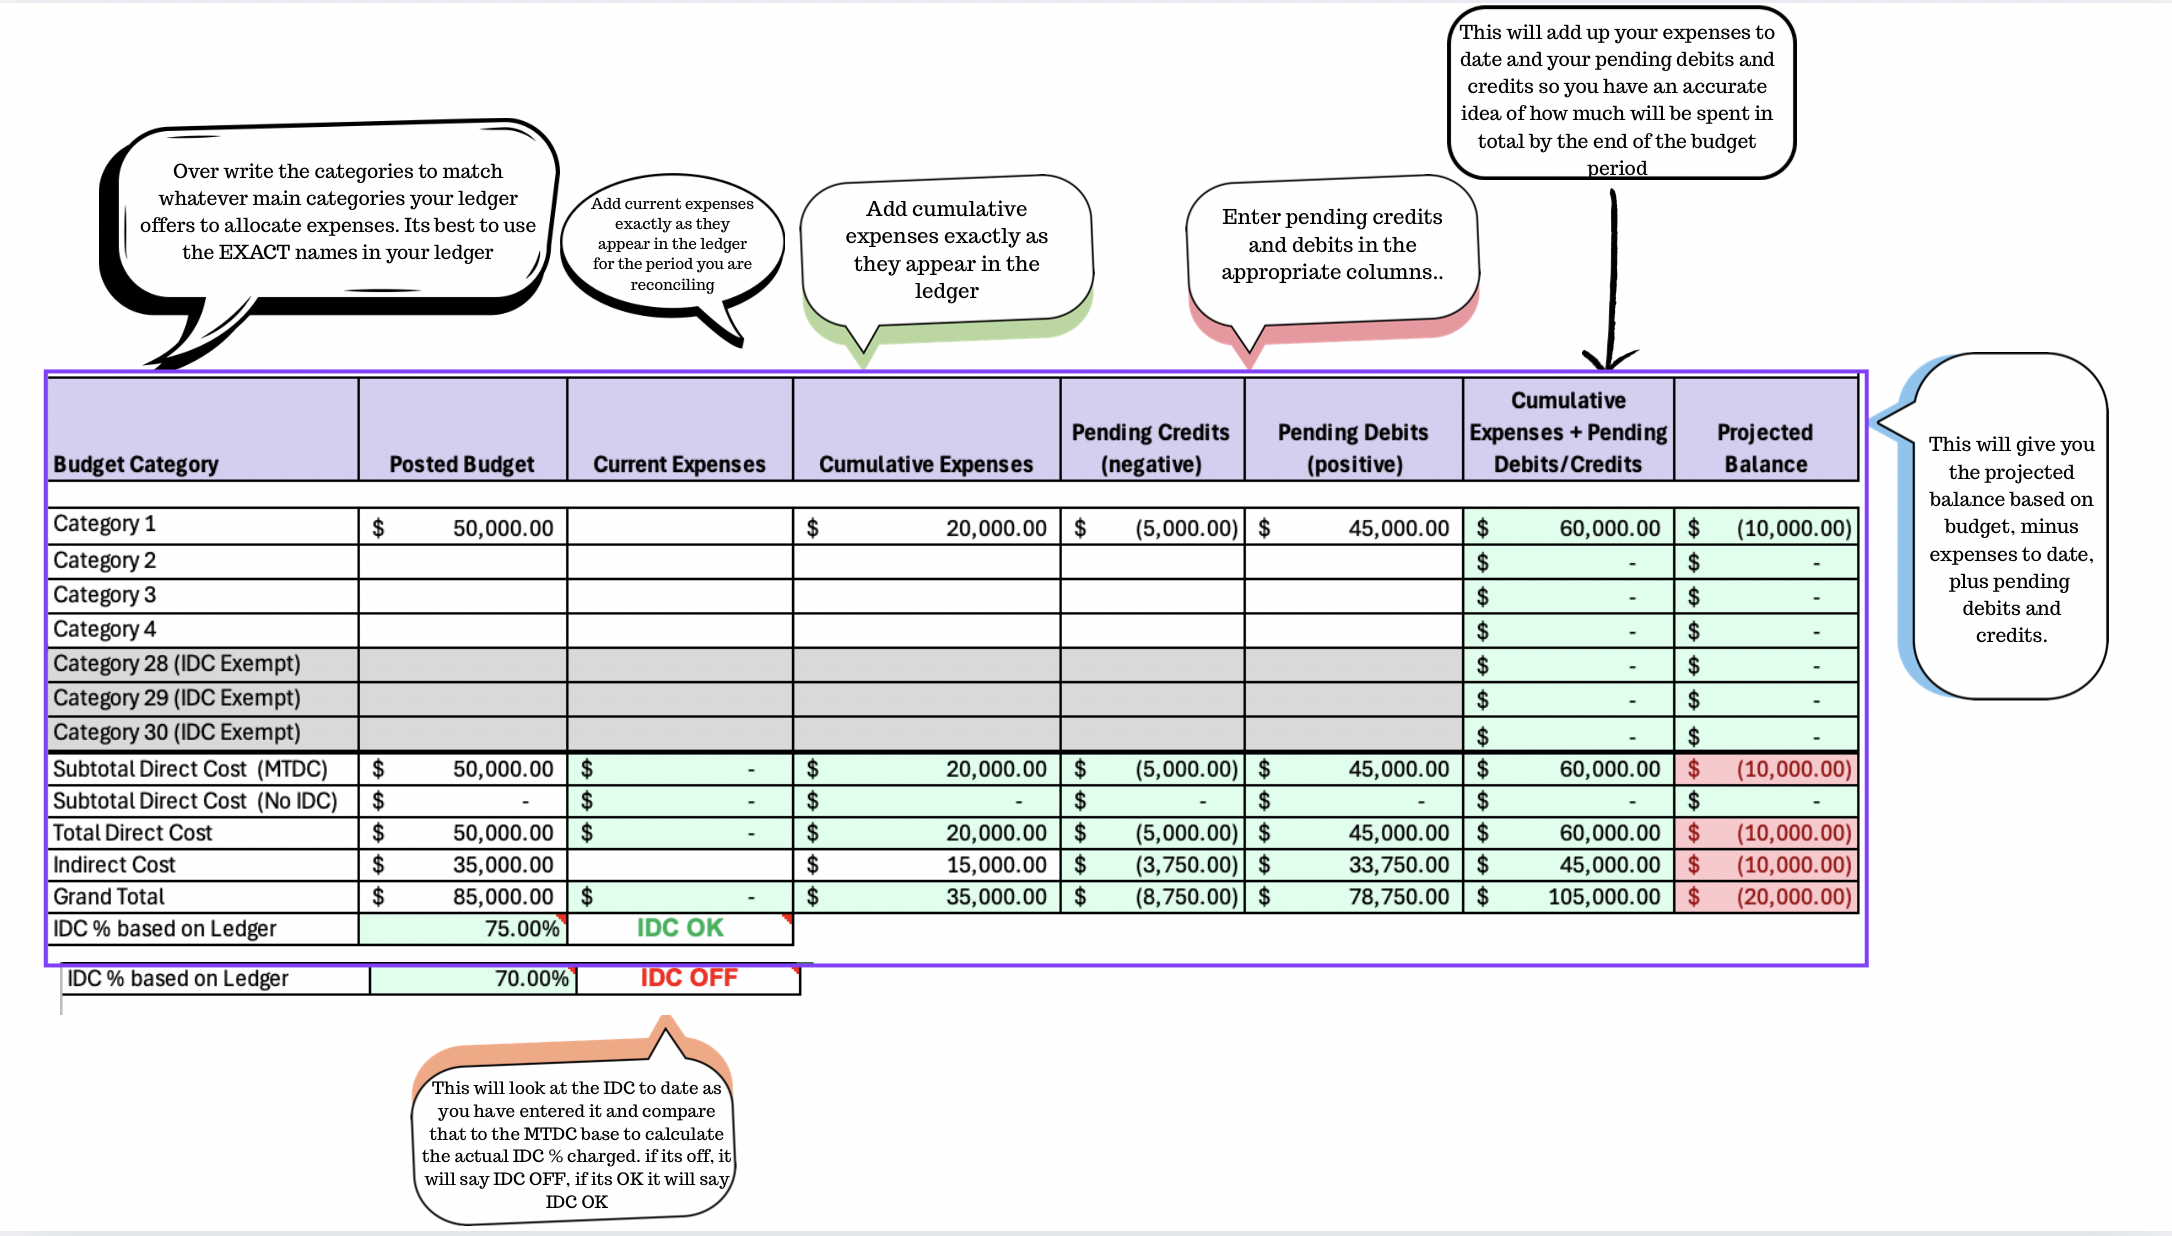 This will add up your expenses to
date and your pending debits and
credits so you have an accurate
idea of how much will be spent in
total by the end of the budget
period
Over write the categories to match
whatever main categories your ledger
offers to allocate expenses. Its best to use
the EXACT names in your ledger
Add current expenses
exactly as they
appear in the ledger
for the period you are
reconciling
Add cumulative
expenses exactly as
they appear in the
ledger
Enter pending credits
and debits in the
appropriate columns..
This will give you
the projected
balance based on
budget, minus
expenses to date,
plus pending
debits and
credits.
Budget Category Posted Budget Current Expenses Cumulative Expenses Pending Credits (negative) Pending Debits (positive) Cumulative Expenses + Pending Debits/Credits Projected Balance
Category 1 $ 50,000.00 $ 20,000.00 $ (5,000.00) $ 45,000.00 $ 60,000.00 $ (10,000.00)
Category 2 $ - $ -
Category 3 $ - $ -
Category 4 $ - $ -
Category 28 (IDC Exempt) $ - $ -
Category 29 (IDC Exempt) $ - $ -
Category 30 (IDC Exempt) $ - $ -
Subtotal Direct Cost (MTDC) $ 50,000.00 $ - $ 20,000.00 $ (5,000.00) $ 45,000.00 $ 60,000.00 $ (10,000.00)
Subtotal Direct Cost (No IDC) $ - $ - $ - $ - $ - $ - $ -
Total Direct Cost $ 50,000.00 $ - $ 20,000.00 $ (5,000.00) $ 45,000.00 $ 60,000.00 $ (10,000.00)
Indirect Cost $ 35,000.00 $ 15,000.00 $ (3,750.00) $ 33,750.00 $ 45,000.00 $ (10,000.00)
Grand Total $ 85,000.00 $ - $ 35,000.00 $ (8,750.00) $ 78,750.00 $ 105,000.00 $ (20,000.00)
IDC % based on Ledger 75.00% IDC OK
IDC % based on Ledger 70.00% IDC OFF
This will look at the IDC to date as
you have entered it and compare
that to the MTDC base to calculate
the actual IDC % charged. if its off, it
will say IDC OFF, if its OK it will say
IDC OK